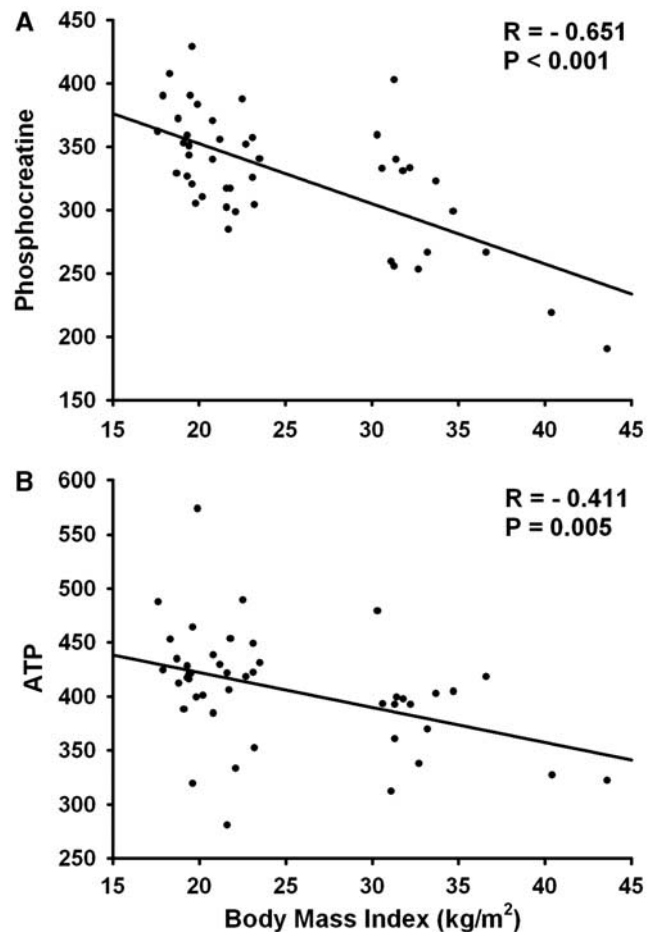 A
R = - 0.651
P < 0.001
Phosphocreatine
450
400
350
300
250
200
150
15 20 25 30 35 40 45
B
R = - 0.411
P = 0.005
ATP
600
550
500
450
400
350
300
250
15 20 25 30 35 40 45
Body Mass Index (kg/m²)